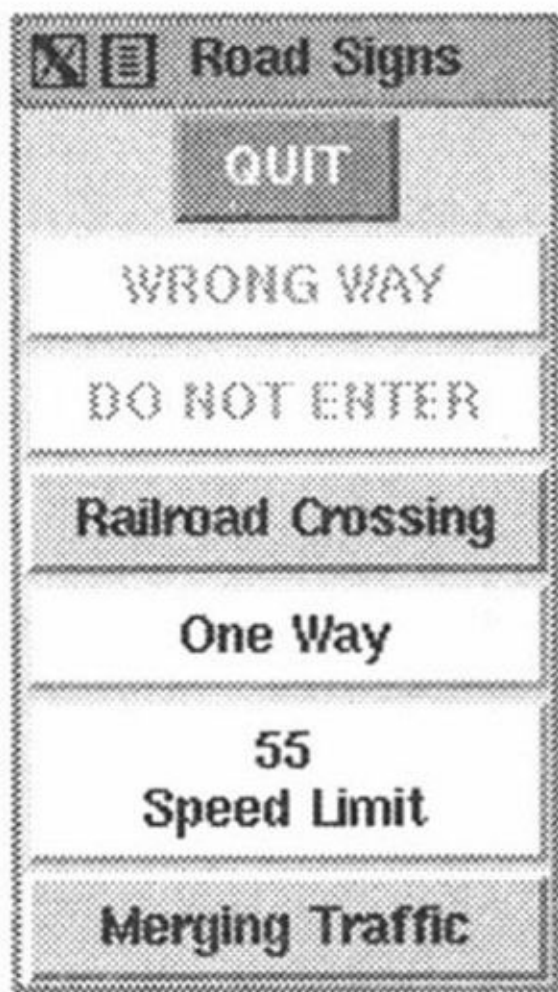 Road Signs
QUIT
WRONG WAY
DO NOT ENTER
Railroad Crossing
One Way
55
Speed Limit
Merging Traffic